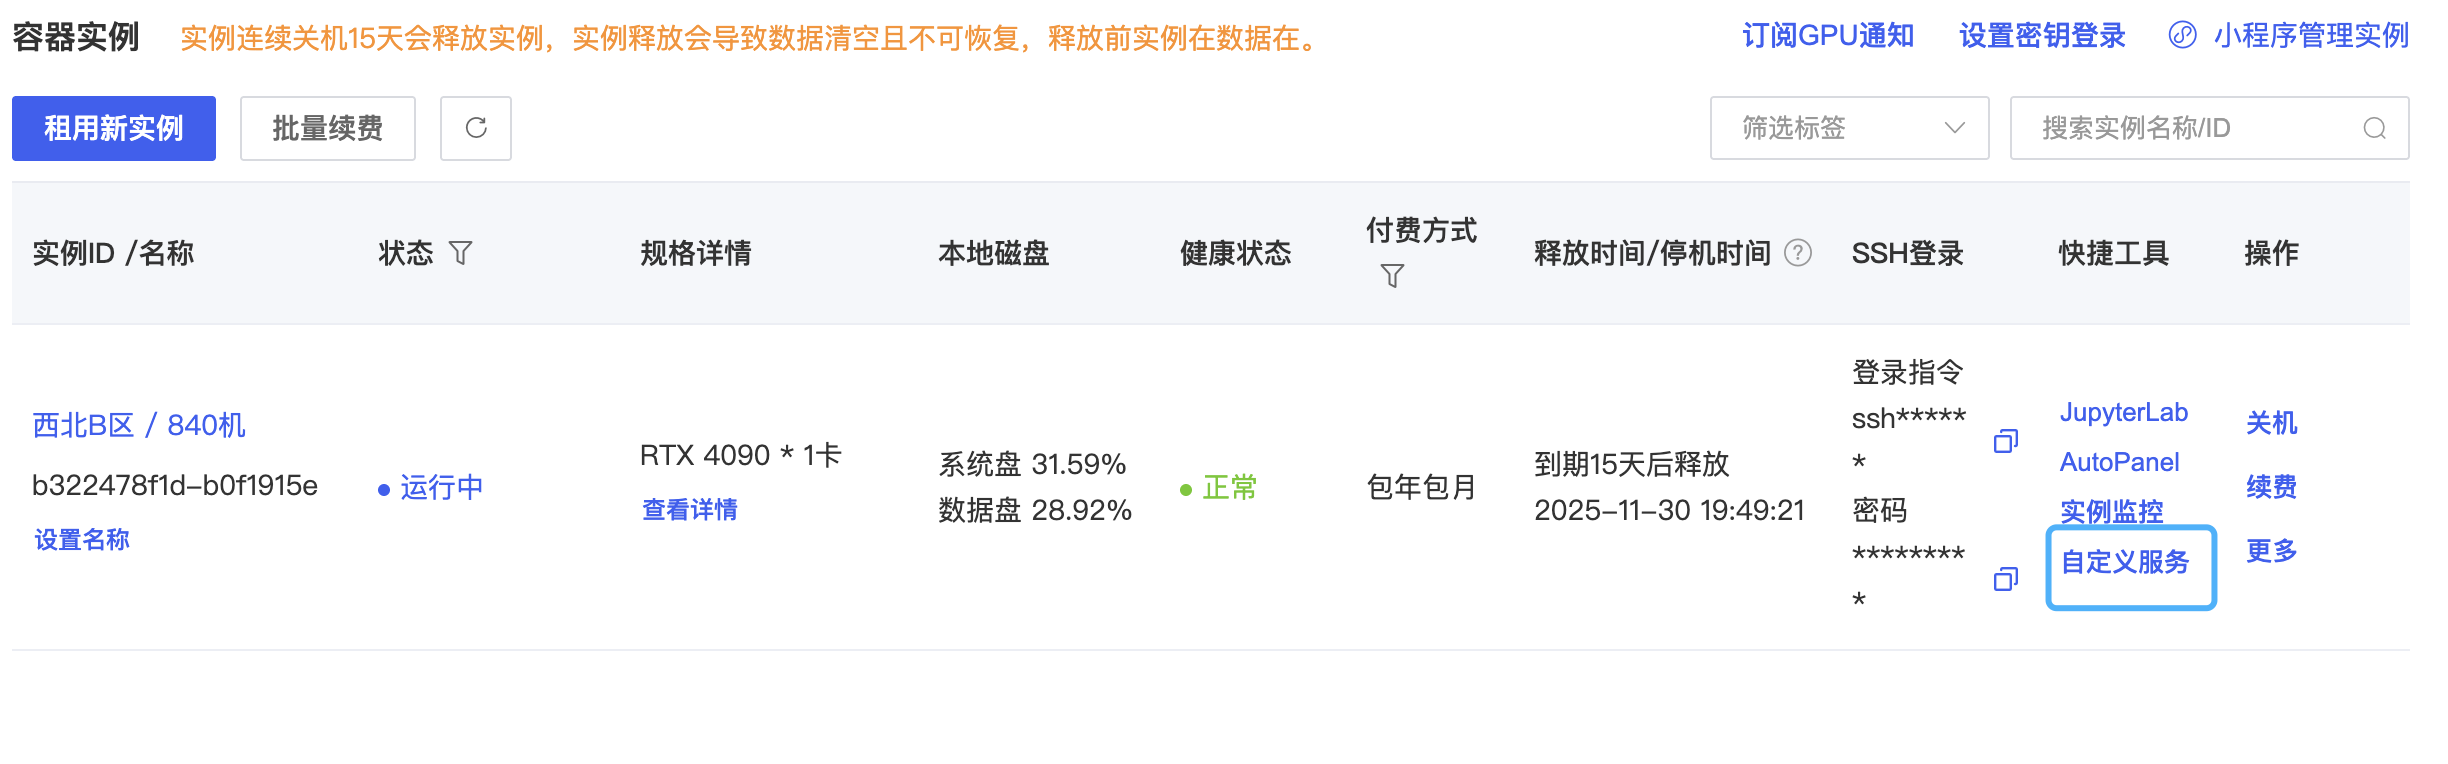 容器实例 实例连续关机15天会释放实例，实例释放会导致数据清空且不可恢复，释放前实例在数据在。 订阅GPU通知 设置密钥登录 小程序管理实例
租用新实例 批量续费 筛选标签 搜索实例名称/ID
实例ID /名称 状态 规格详情 本地磁盘 健康状态 付费方式 释放时间/停机时间 ? SSH登录 快捷工具 操作
西北B区 / 840机
b322478f1d-b0f1915e
设置名称
运行中
RTX 4090 * 1卡
查看详情
系统盘 31.59%
数据盘 28.92%
正常
包年包月
到期15天后释放
2025-11-30 19:49:21
登录指令
ssh*****
*
密码
********
*
JupyterLab
AutoPanel
实例监控
自定义服务
关机
续费
更多